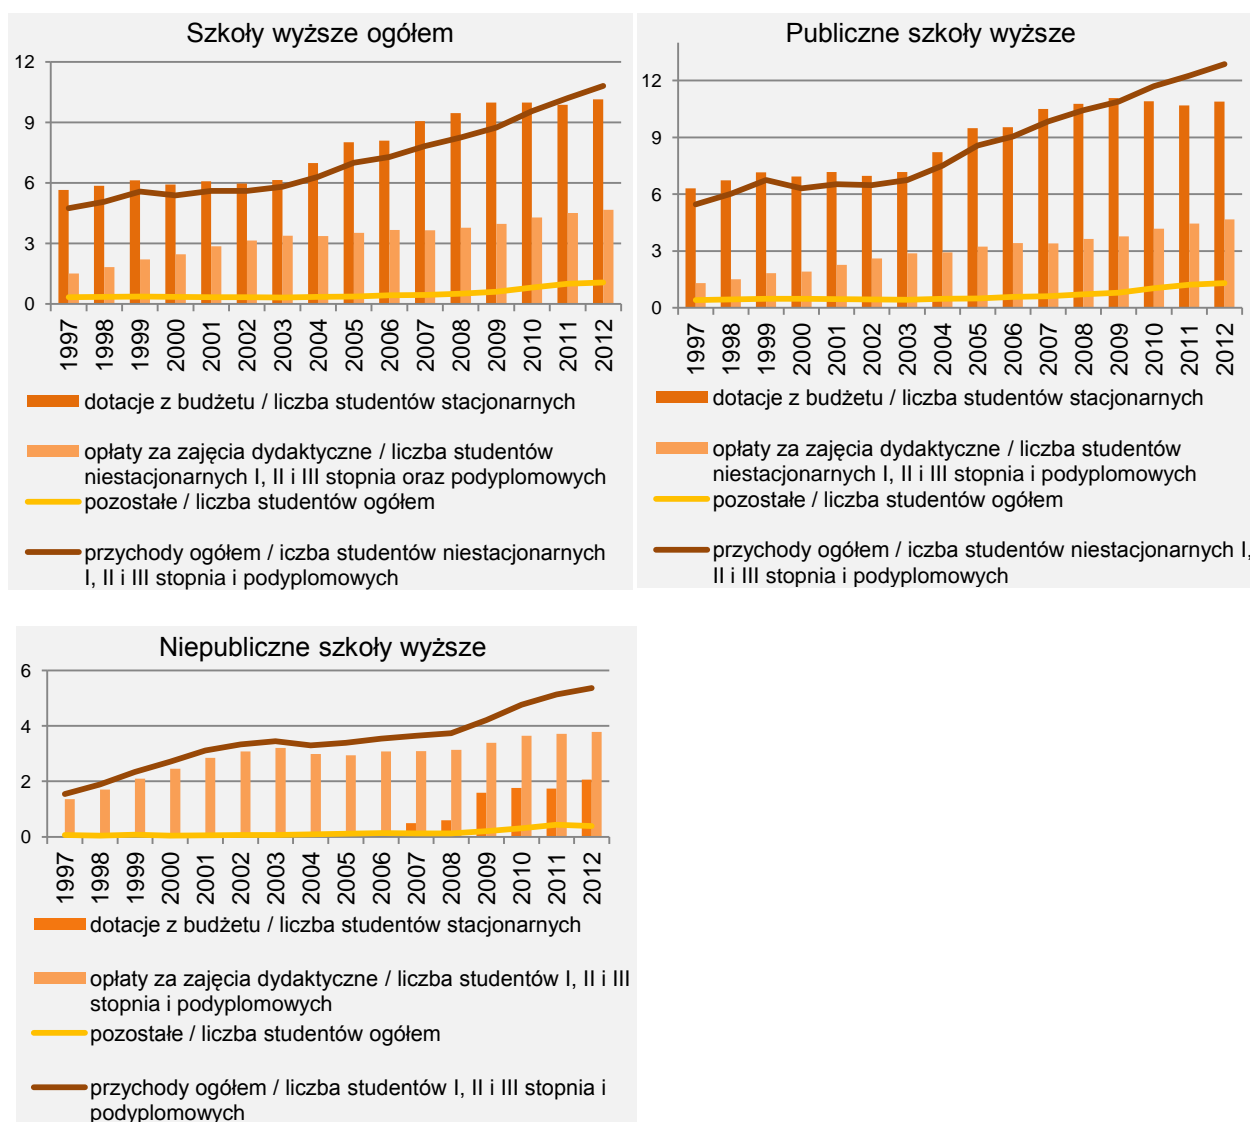 Szkoły wyższe ogółem
12
9
6
3
0
1997
1998
1999
2000
2001
2002
2003
2004
2005
2006
2007
2008
2009
2010
2011
2012
dotacje z budżetu / liczba studentów stacjonarnych
opłaty za zajęcia dydaktyczne / liczba studentów
niestacjonarnych I, II i III stopnia oraz podyplomowych
pozostałe / liczba studentów ogółem
przychody ogółem / iczba studentów niestacjonarnych
I, II i III stopnia i podyplomowych
Publiczne szkoły wyższe
12
9
6
3
0
1997
1998
1999
2000
2001
2002
2003
2004
2005
2006
2007
2008
2009
2010
2011
2012
dotacje z budżetu / liczba studentów stacjonarnych
opłaty za zajęcia dydaktyczne / liczba studentów
niestacjonarnych I, II i III stopnia i podyplomowych
pozostałe / liczba studentów ogółem
przychody ogółem / iczba studentów niestacjonarnych I,
II i III stopnia i podyplomowych
Niepubliczne szkoły wyższe
6
4
2
0
1997
1998
1999
2000
2001
2002
2003
2004
2005
2006
2007
2008
2009
2010
2011
2012
dotacje z budżetu / liczba studentów stacjonarnych
opłaty za zajęcia dydaktyczne / liczba studentów I, II i III
stopnia i podyplomowych
pozostałe / liczba studentów ogółem
przychody ogółem / liczba studentów I, II i III stopnia i
podyplomowych